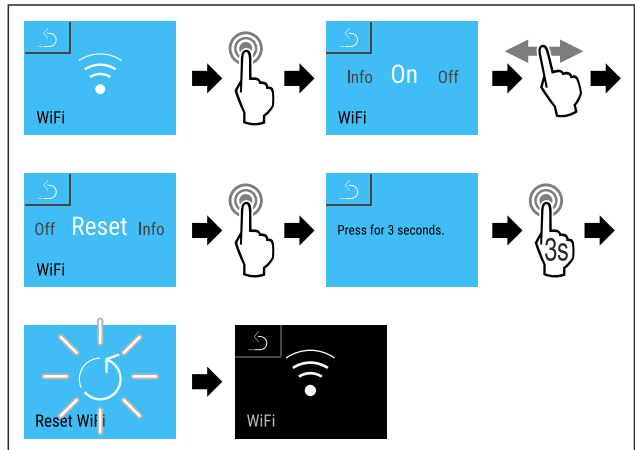 WiFi
Info On Off
WiFi
Off Reset Info
WiFi
Press for 3 seconds.
3s
Reset WiFi
WiFi